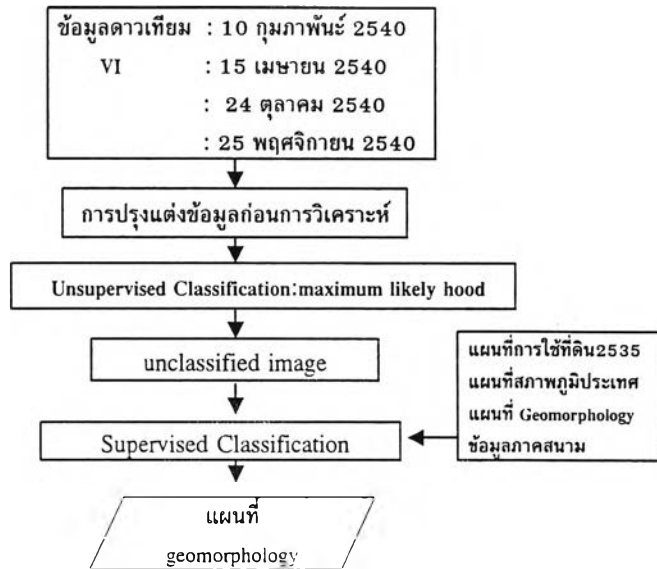 ข้อมูลดาวเทียม : 10 กุมภาพันธ์ 2540
VI : 15 เมษายน 2540
: 24 ตุลาคม 2540
: 25 พฤศจิกายน 2540
การปรุงแต่งข้อมูลก่อนการวิเคราะห์
Unsupervised Classification:maximum likely hood
unclassified image
แผนที่การใช้ที่ดิน2535
แผนที่สภาพภูมิประเทศ
แผนที่ Geomorphology
ข้อมูลภาคสนาม
Supervised Classification
แผนที่
geomorphology